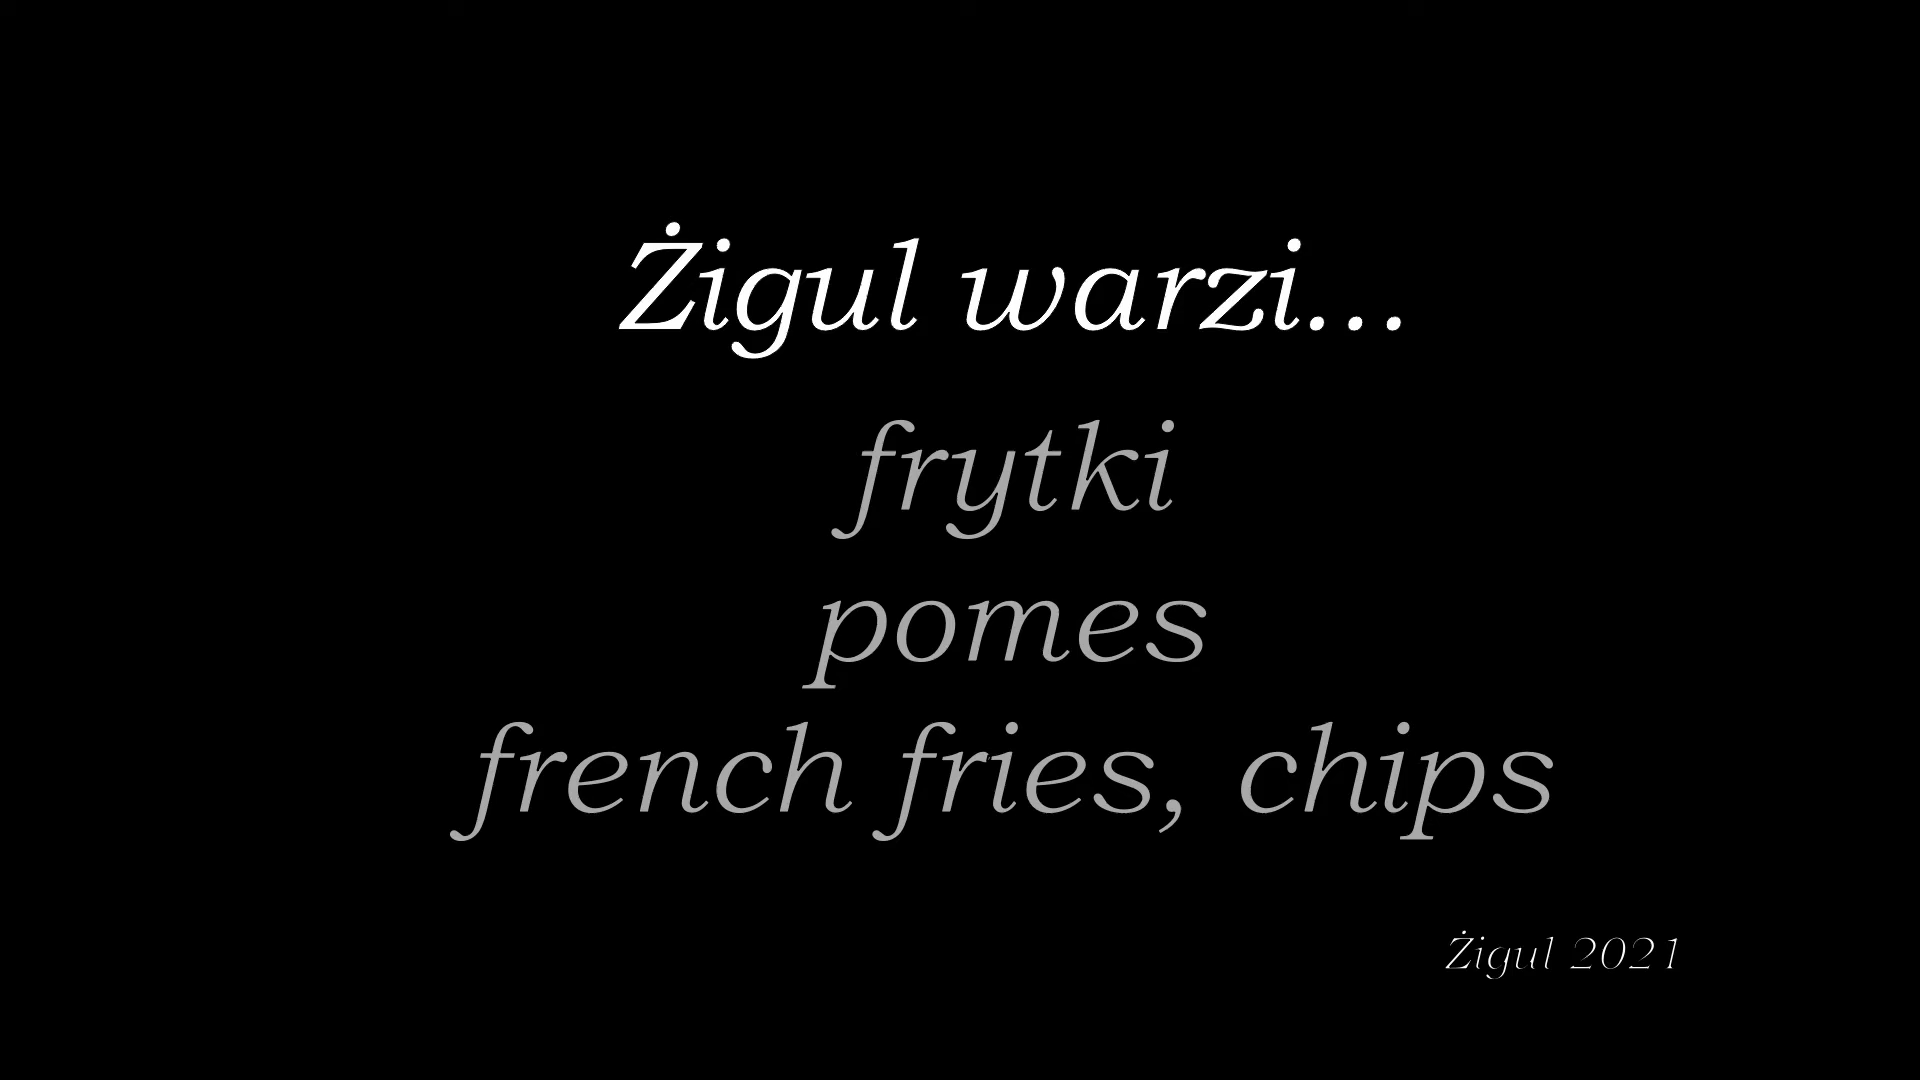 Żigul warzi...
frytki
pomes
french fries, chips
Żigul 2021